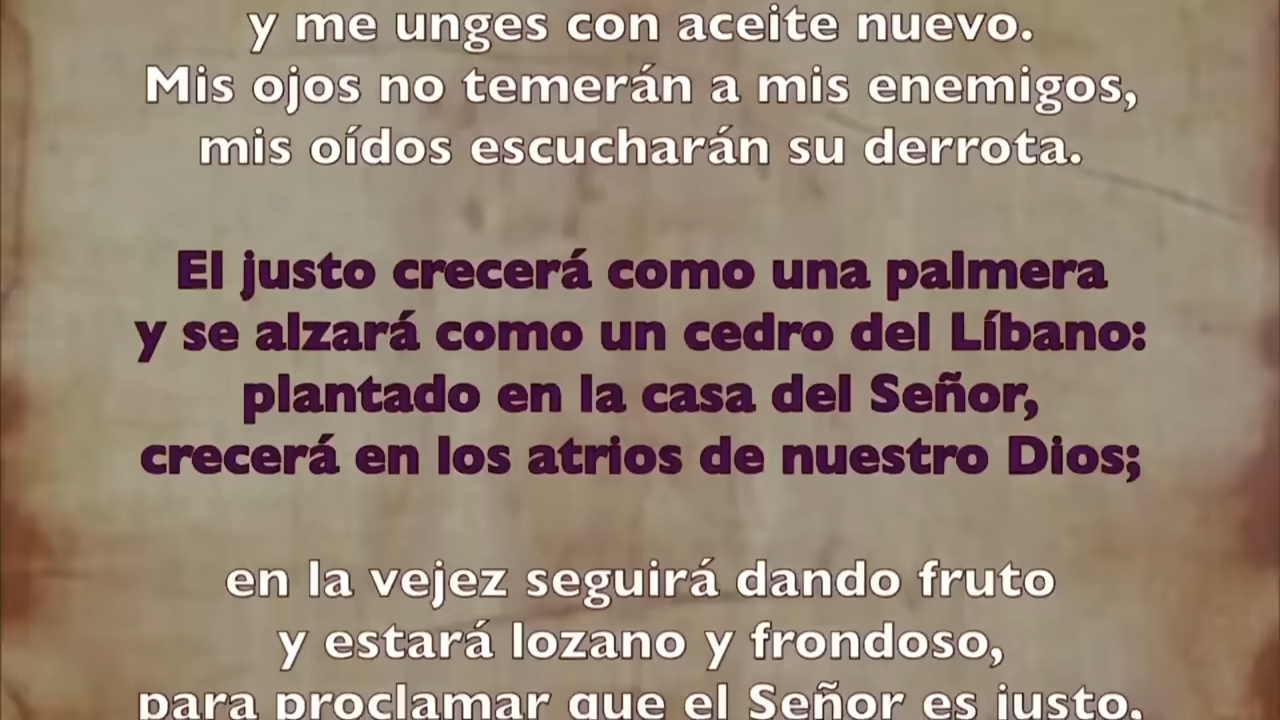 y me unges con aceite nuevo.
Mis ojos no temerán a mis enemigos,
mis oídos escucharán su derrota.
El justo crecerá como una palmera
y se alzará como un cedro del Líbano:
plantado en la casa del Señor,
crecerá en los atrios de nuestro Dios;
en la vejez seguirá dando fruto
y estará lozano y frondoso,
para proclamar que el Señor es justo,